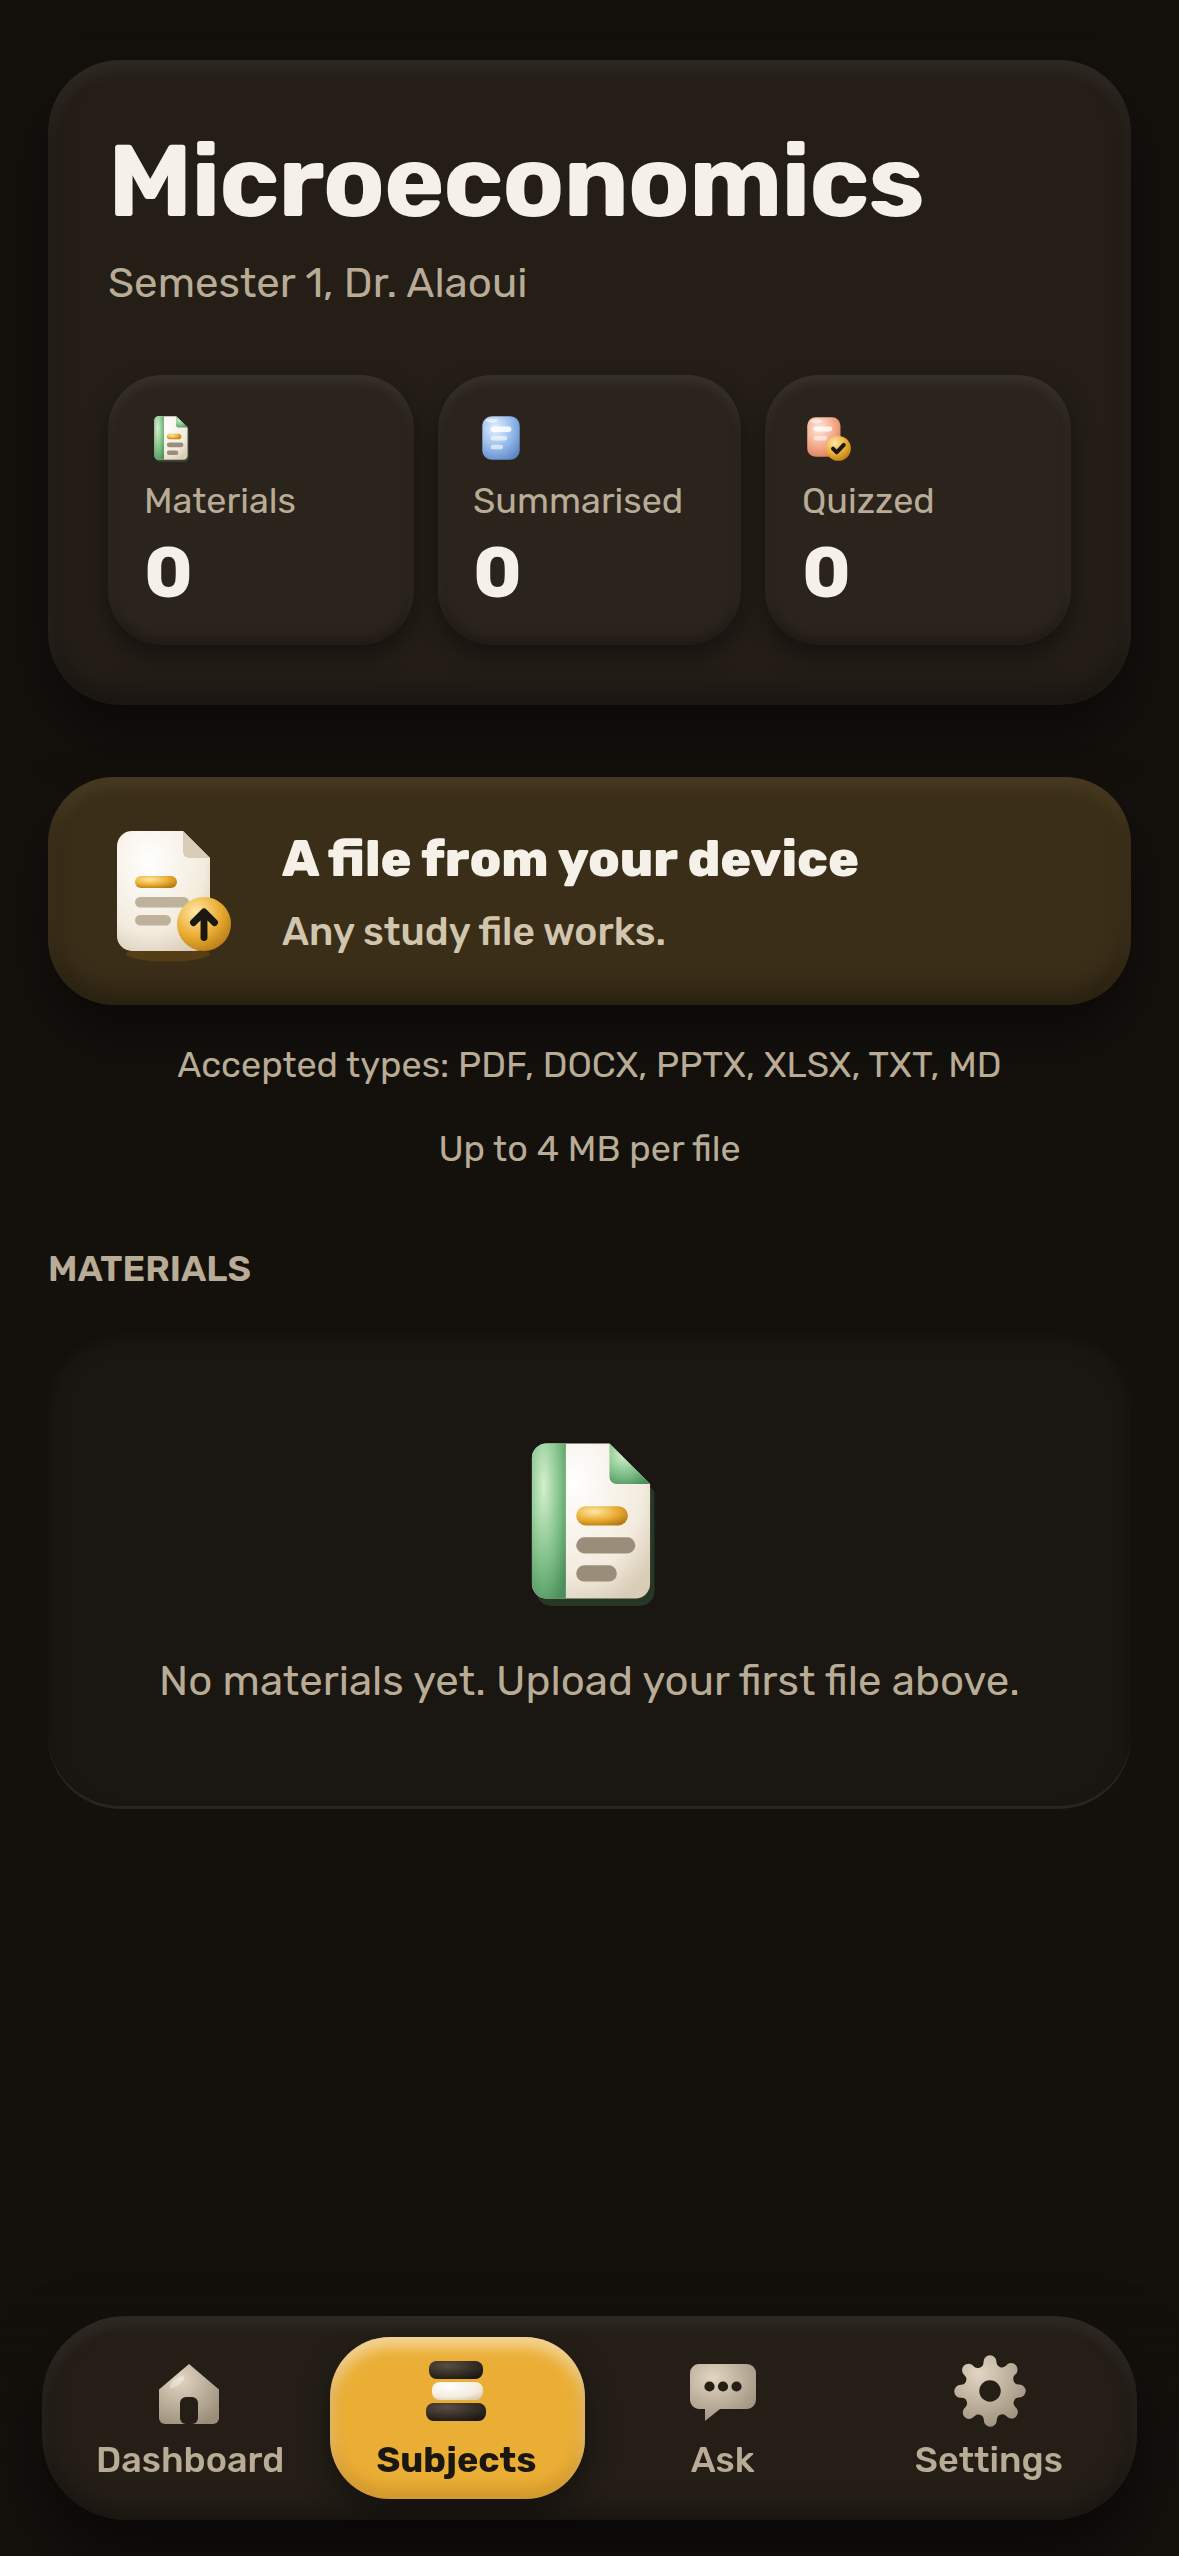 Microeconomics
Semester 1, Dr. Alaoui
Materials
0
Summarised
0
Quizzed
0
A file from your device
Any study file works.
Accepted types: PDF, DOCX, PPTX, XLSX, TXT, MD
Up to 4 MB per file
MATERIALS
No materials yet. Upload your first file above.
Dashboard
Subjects
Ask
Settings